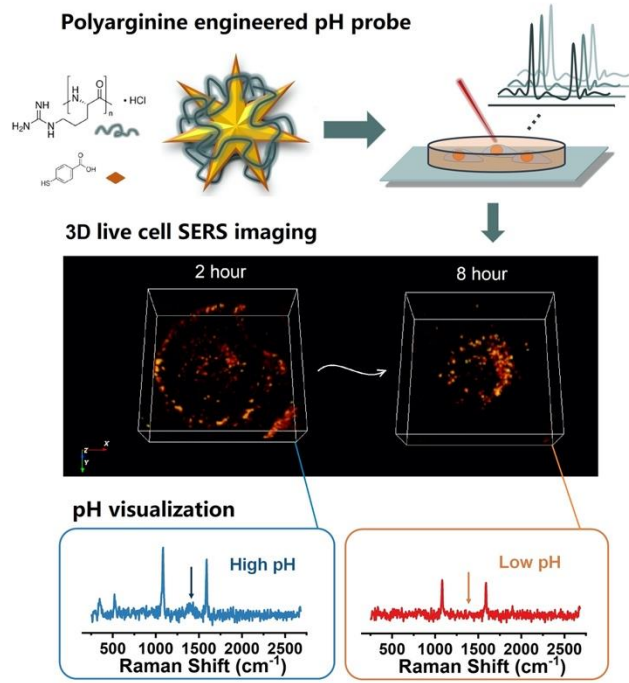 Polyarginine engineered pH probe
O
N
H
n
· HCl
NH
H₂N
N
H
O
OH
HS
3D live cell SERS imaging
2 hour
8 hour
Z
X
Y
pH visualization
High pH
500 1000 1500 2000 2500
Raman Shift (cm⁻¹)
Low pH
500 1000 1500 2000 2500
Raman Shift (cm⁻¹)